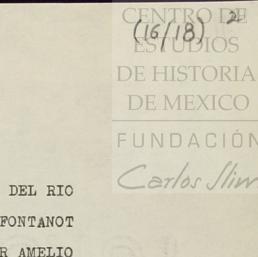 (16/18) 2
CENTRO DE
ESTUDIOS
DE HISTORIA
DE MEXICO
FUNDACIÓN
Carlos Slim
DEL RIO
FONTANOT
R AMELIO